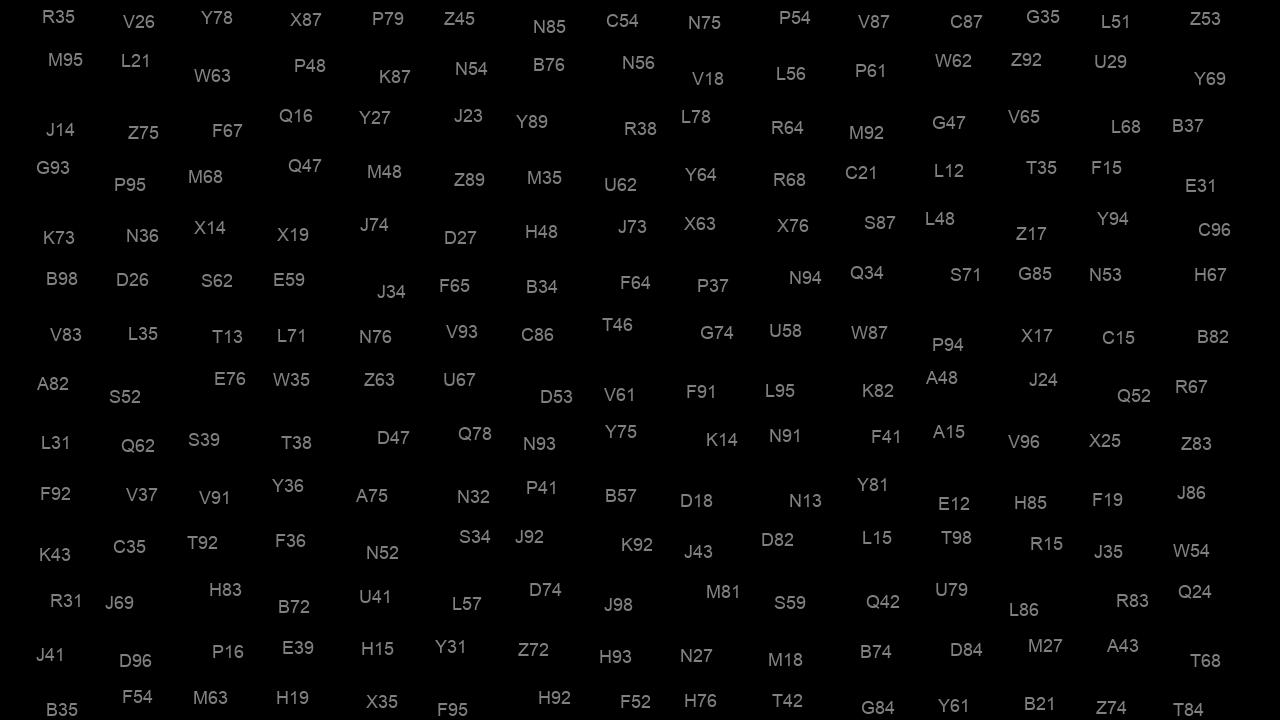 R35 V26 Y78 X87 P79 Z45 N85 C54 N75 P54 V87 C87 G35 L51 Z53
M95 L21 W63 P48 K87 N54 B76 N56 V18 L56 P61 W62 Z92 U29 Y69
J14 Z75 F67 Q16 Y27 J23 Y89 R38 L78 R64 M92 G47 V65 L68 B37
G93 P95 M68 Q47 M48 Z89 M35 U62 Y64 R68 C21 L12 T35 F15 E31
K73 N36 X14 X19 J74 D27 H48 J73 X63 X76 S87 L48 Z17 Y94 C96
B98 D26 S62 E59 J34 F65 B34 F64 P37 N94 Q34 S71 G85 N53 H67
V83 L35 T13 L71 N76 V93 C86 T46 G74 U58 W87 P94 X17 C15 B82
A82 S52 E76 W35 Z63 U67 D53 V61 F91 L95 K82 A48 J24 Q52 R67
L31 Q62 S39 T38 D47 Q78 N93 Y75 K14 N91 F41 A15 V96 X25 Z83
F92 V37 V91 Y36 A75 N32 P41 B57 D18 N13 Y81 E12 H85 F19 J86
K43 C35 T92 F36 N52 S34 J92 K92 J43 D82 L15 T98 R15 J35 W54
R31 J69 H83 B72 U41 L57 D74 J98 M81 S59 Q42 U79 L86 R83 Q24
J41 D96 P16 E39 H15 Y31 Z72 H93 N27 M18 B74 D84 M27 A43 T68
B35 F54 M63 H19 X35 F95 H92 F52 H76 T42 G84 Y61 B21 Z74 T84